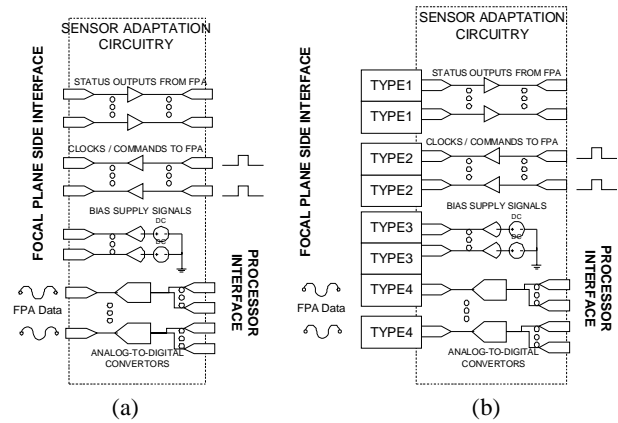 SENSOR ADAPTATION
CIRCUITRY
STATUS OUTPUTS FROM FPA
CLOCKS / COMMANDS TO FPA
BIAS SUPPLY SIGNALS
DC
DC
FPA Data
ANALOG-TO-DIGITAL
CONVERTORS
FOCAL PLANE SIDE INTERFACE
PROCESSOR
INTERFACE
(a)
SENSOR ADAPTATION
CIRCUITRY
TYPE1
STATUS OUTPUTS FROM FPA
TYPE1
CLOCKS / COMMANDS TO FPA
TYPE2
TYPE2
BIAS SUPPLY SIGNALS
TYPE3
DC
DC
TYPE3
TYPE4
FPA Data
TYPE4
ANALOG-TO-DIGITAL
CONVERTORS
FOCAL PLANE SIDE INTERFACE
PROCESSOR
INTERFACE
(b)